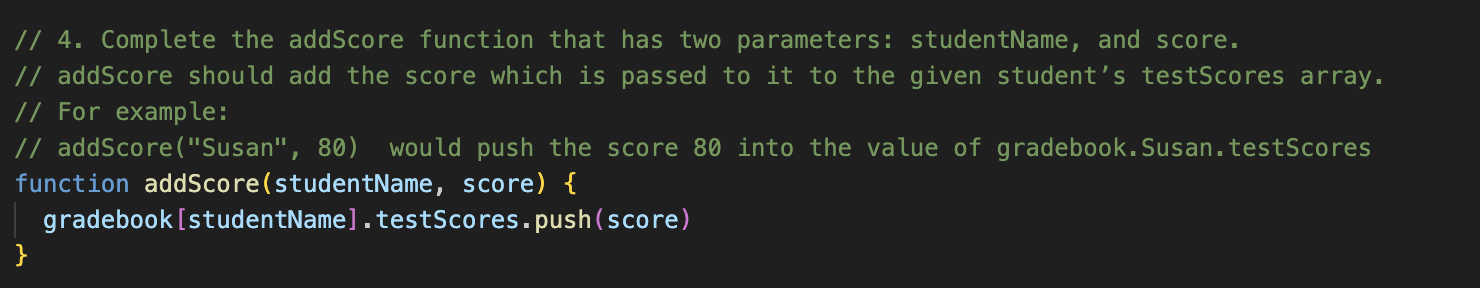 // 4. Complete the addScore function that has two parameters: studentName, and score.
// addScore should add the score which is passed to it to the given student’s testScores array.
// For example:
// addScore("Susan", 80)  would push the score 80 into the value of gradebook.Susan.testScores
function addScore(studentName, score) {
  gradebook[studentName].testScores.push(score)
}